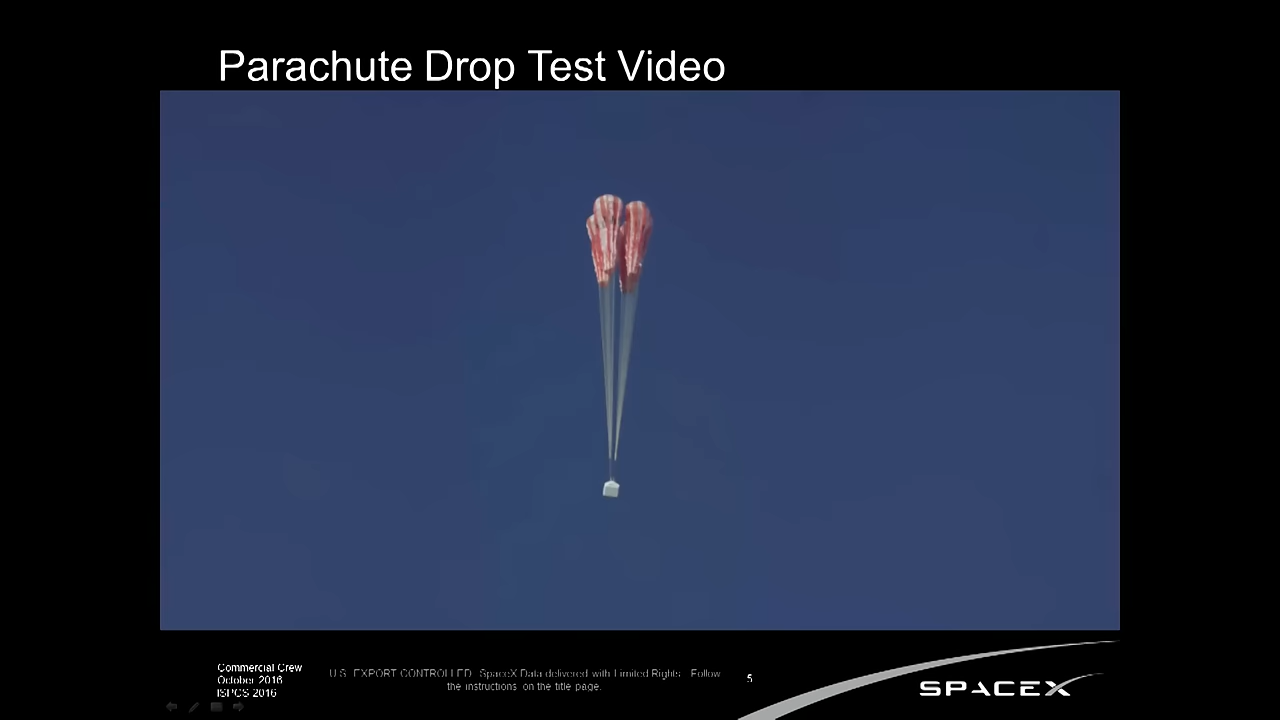 Parachute Drop Test Video
Commercial Crew
October 2016
ISPCS 2016
U.S. EXPORT CONTROLLED. SpaceX Data delivered with Limited Rights. Follow
the instructions on the title page.
5
SPACEX